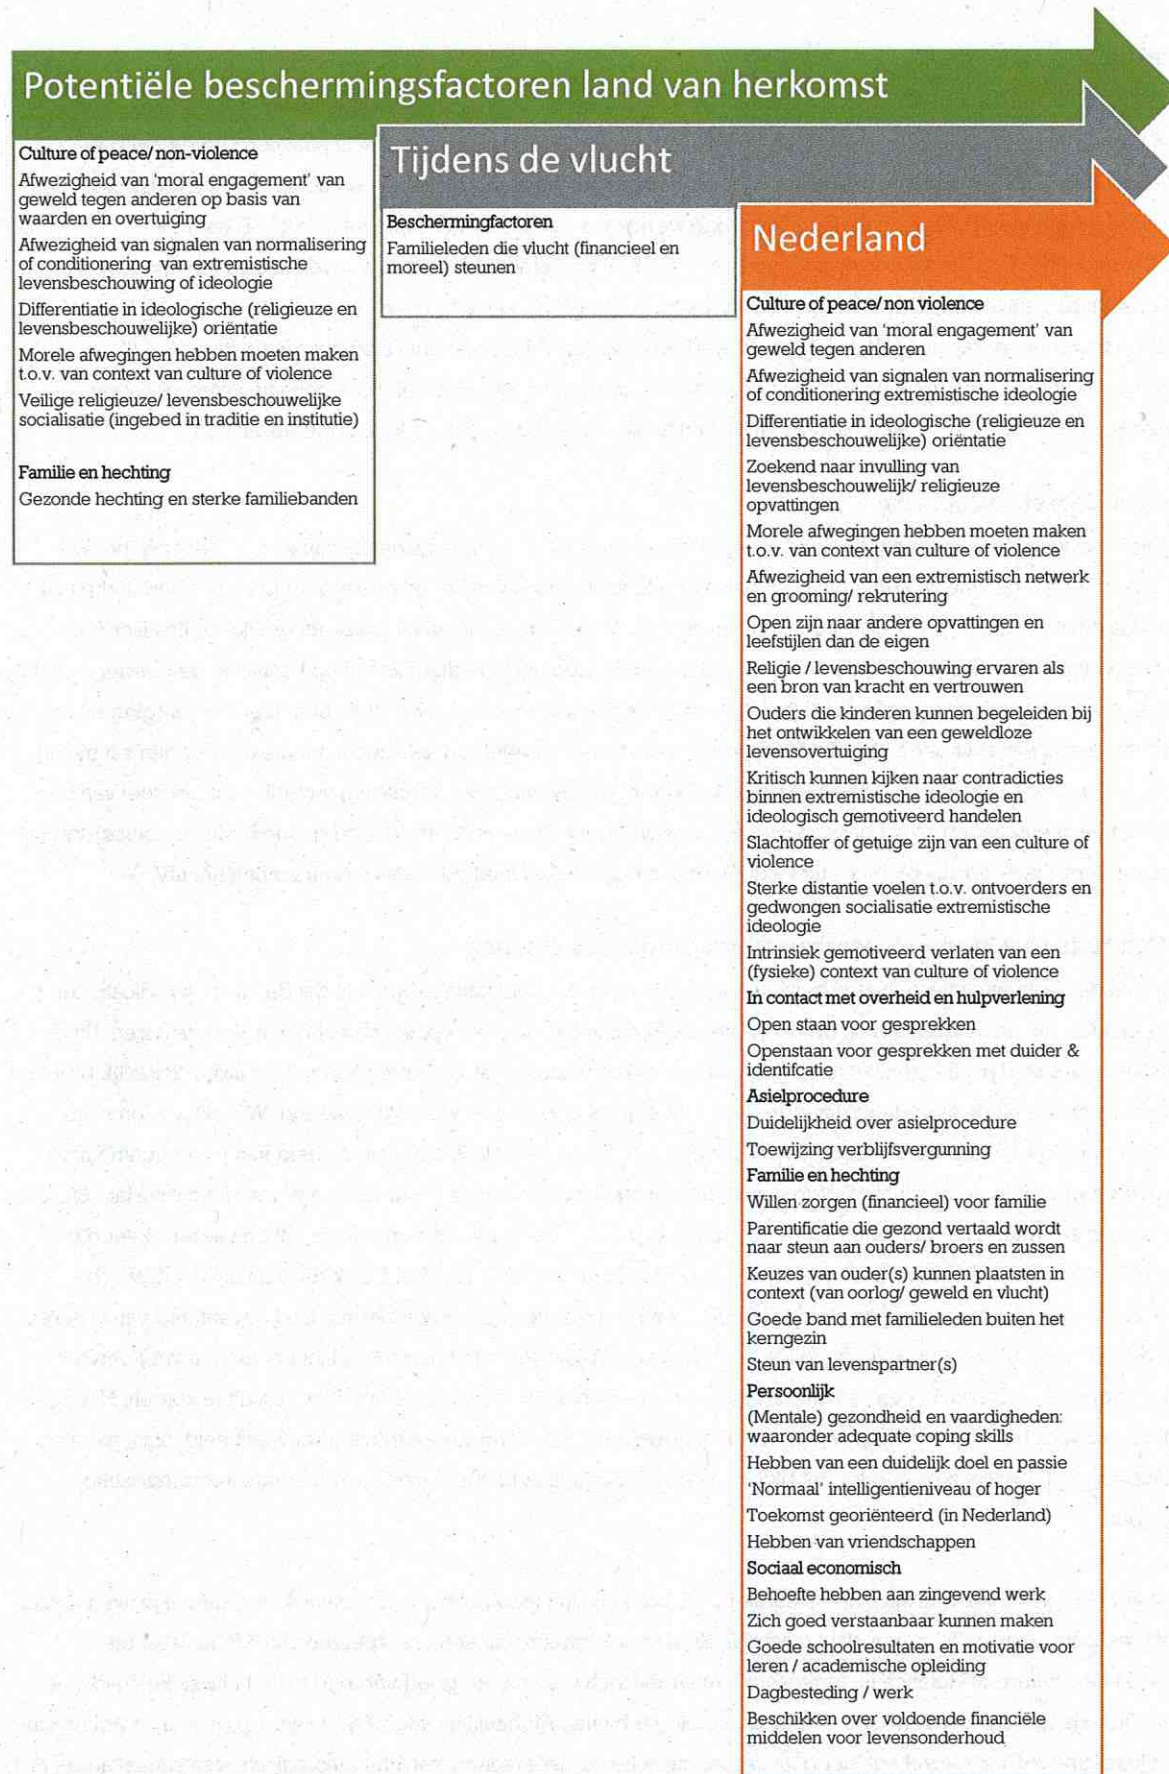 Potentiële beschermingsfactoren land van herkomst
Culture of peace/ non-violence
Afwezigheid van 'moral engagement' van
geweld tegen anderen op basis van
waarden en overtuiging
Afwezigheid van signalen van normalisering
of conditionering van extremistische
levensbeschouwing of ideologie
Differentiatie in ideologische (religieuze en
levensbeschouwelijke) oriëntatie
Morele afwegingen hebben moeten maken
t.o.v. van context van culture of violence
Veilige religieuze/ levensbeschouwelijke
socialisatie (ingebed in traditie en institutie)
Familie en hechting
Gezonde hechting en sterke familiebanden
Tijdens de vlucht
Beschermingfactoren
Familieleden die vlucht (financieel en
moreel) steunen
Nederland
Culture of peace/ non violence
Afwezigheid van 'moral engagement' van
geweld tegen anderen
Afwezigheid van signalen van normalisering
of conditionering extremistische ideologie
Differentiatie in ideologische (religieuze en
levensbeschouwelijke) oriëntatie
Zoekend naar invulling van
levensbeschouwelijk/ religieuze
opvattingen
Morele afwegingen hebben moeten maken
t.o.v. van context van culture of violence
Afwezigheid van een extremistisch netwerk
en grooming/ rekrutering
Open zijn naar andere opvattingen en
leefstijlen dan de eigen
Religie / levensbeschouwing ervaren als
een bron van kracht en vertrouwen
Ouders die kinderen kunnen begeleiden bij
het ontwikkelen van een geweldloze
levensovertuiging
Kritisch kunnen kijken naar contradicties
binnen extremistische ideologie en
ideologisch gemotiveerd handelen
Slachtoffer of getuige zijn van een culture of
violence
Sterke distantie voelen t.o.v. ontvoerders en
gedwongen socialisatie extremistische
ideologie
Intrinsiek gemotiveerd verlaten van een
(fysieke) context van culture of violence
In contact met overheid en hulpverlening
Open staan voor gesprekken
Openstaan voor gesprekken met duider &
identifcatie
Asielprocedure
Duidelijkheid over asielprocedure
Toewijzing verblijfsvergunning
Familie en hechting
Willen zorgen (financieel) voor familie
Parentificatie die gezond vertaald wordt
naar steun aan ouders/ broers en zussen
Keuzes van ouder(s) kunnen plaatsten in
context (van oorlog/ geweld en vlucht)
Goede band met familieleden buiten het
kerngezin
Steun van levenspartner(s)
Persoonlijk
(Mentale) gezondheid en vaardigheden:
waaronder adequate coping skills
Hebben van een duidelijk doel en passie
'Normaal' intelligentieniveau of hoger
Toekomst georiënteerd (in Nederland)
Hebben van vriendschappen
Sociaal economisch
Behoefte hebben aan zingevend werk
Zich goed verstaanbaar kunnen maken
Goede schoolresultaten en motivatie voor
leren / academische opleiding
Dagbesteding / werk
Beschikken over voldoende financiële
middelen voor levensonderhoud